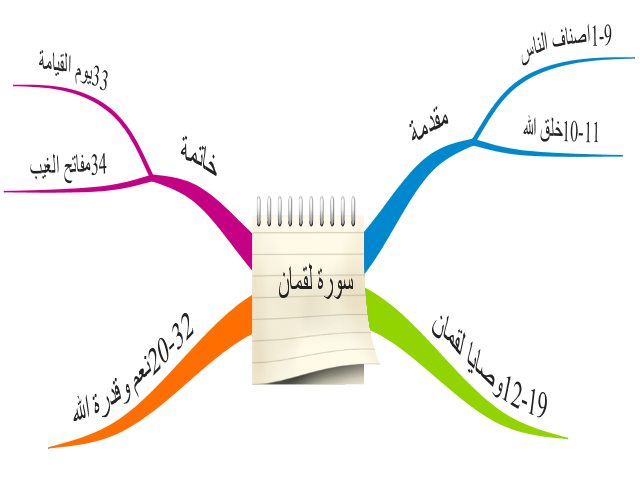 سورة لقمان
مقدمة
1-9اصناف الناس
10-11خلق الله
12-19وصايا لقمان
20-32نعم وقدرة الله
خاتمة
33يوم القيامة
34مفاتح الغيب